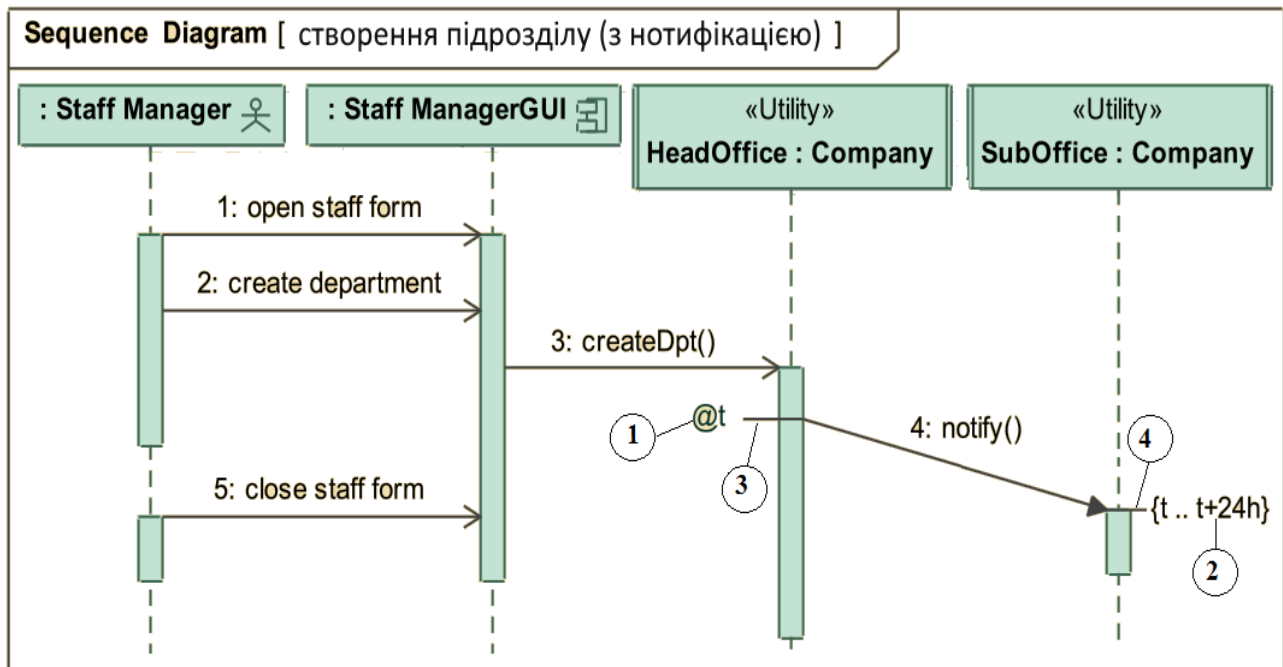 Sequence Diagram [ створення підрозділу (з нотифікацією) ]
: Staff Manager
: Staff ManagerGUI
«Utility»
HeadOffice : Company
«Utility»
SubOffice : Company
1: open staff form
2: create department
3: createDpt()
1
@t
3
4: notify()
4
{t .. t+24h}
2
5: close staff form